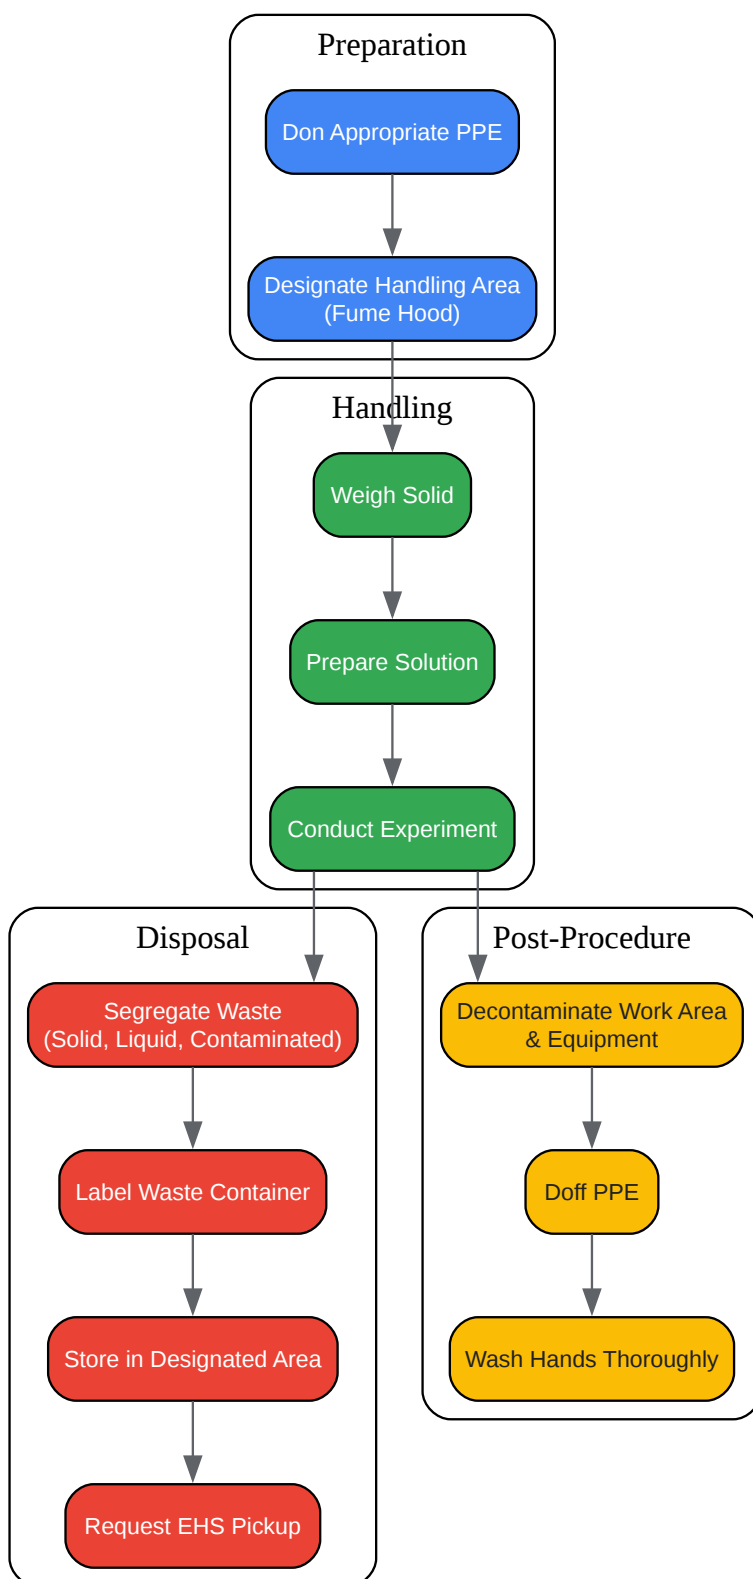 Preparation
Don Appropriate PPE
Designate Handling Area
(Fume Hood)
Handling
Weigh Solid
Prepare Solution
Conduct Experiment
Disposal
Segregate Waste
(Solid, Liquid, Contaminated)
Label Waste Container
Store in Designated Area
Request EHS Pickup
Post-Procedure
Decontaminate Work Area
& Equipment
Doff PPE
Wash Hands Thoroughly